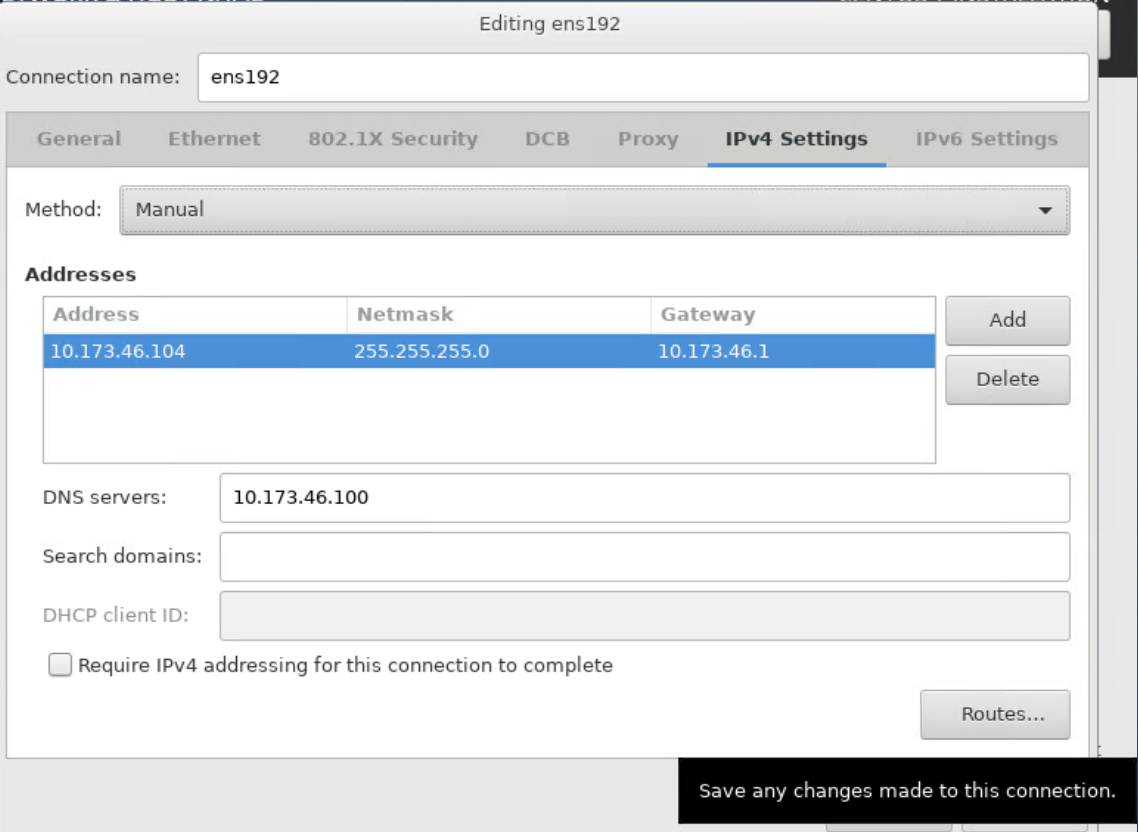 Editing ens192
Connection name: ens192
General Ethernet 802.1X Security DCB Proxy IPv4 Settings IPv6 Settings
Method: Manual
Addresses
Address Netmask Gateway
10.173.46.104 255.255.255.0 10.173.46.1
Add
Delete
DNS servers: 10.173.46.100
Search domains:
DHCP client ID:
Require IPv4 addressing for this connection to complete
Routes...
Save any changes made to this connection.